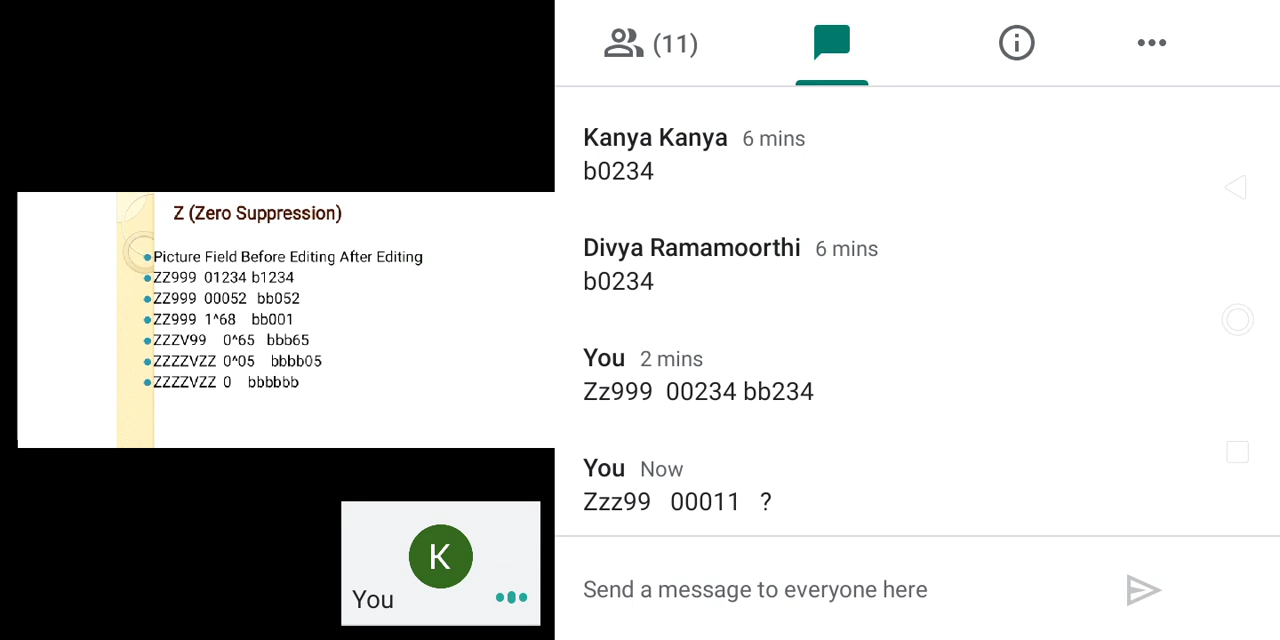 Z (Zero Suppression)
Picture Field Before Editing After Editing
ZZ999 01234 b1234
ZZ999 00052 bb052
ZZ999 1^68 bb001
ZZZV99 0^65 bbb65
ZZZZVZZ 0^05 bbbb05
ZZZZVZZ 0 bbbbbb
K
You
(11)
Kanya Kanya 6 mins
b0234
Divya Ramamoorthi 6 mins
b0234
You 2 mins
Zz999 00234 bb234
You Now
Zzz99 00011 ?
Send a message to everyone here